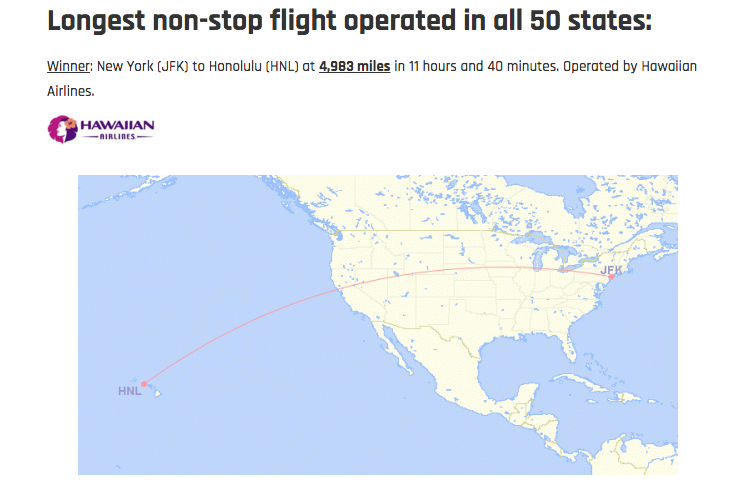 Longest non-stop flight operated in all 50 states:
Winner: New York (JFK) to Honolulu (HNL) at 4,983 miles in 11 hours and 40 minutes. Operated by Hawaiian
Airlines.
HAWAIIAN
AIRLINES
JFK
HNL